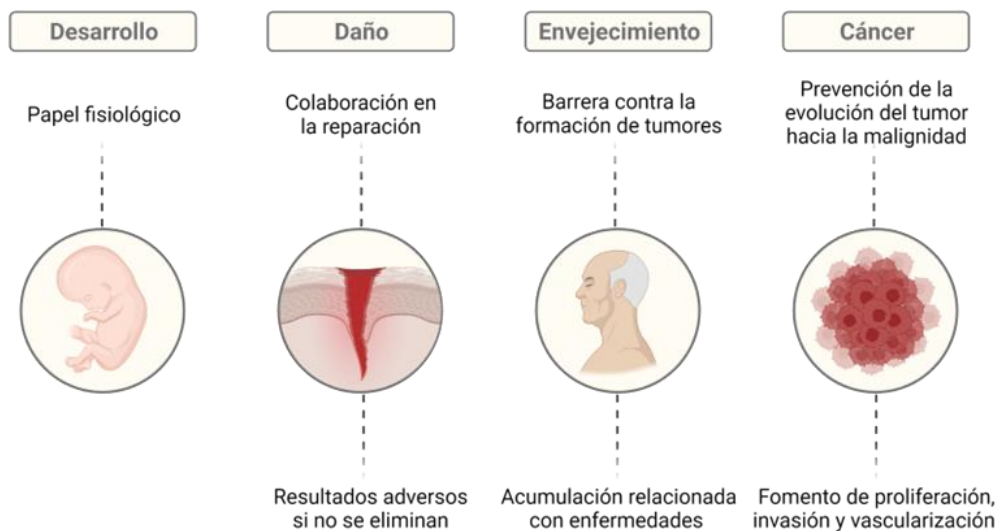 Desarrollo
Daño
Envejecimiento
Cáncer
Papel fisiológico
Colaboración en
la reparación
Barrera contra la
formación de tumores
Prevención de la
evolución del tumor
hacia la malignidad
Resultados adversos
si no se eliminan
Acumulación relacionada
con enfermedades
Fomento de proliferación,
invasión y vascularización